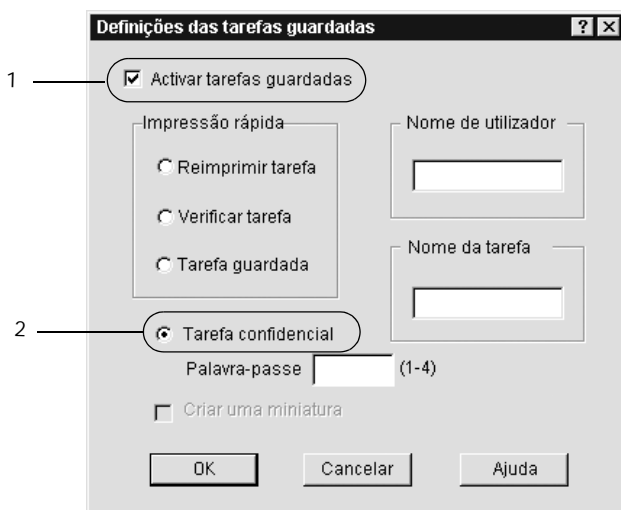 Definições das tarefas guardadas
1
Activar tarefas guardadas
Impressão rápida
Reimprimir tarefa
Verificar tarefa
Tarefa guardada
Nome de utilizador
Nome da tarefa
2
Tarefa confidencial
Palavra-passe (1-4)
Criar uma miniatura
OK Cancelar Ajuda